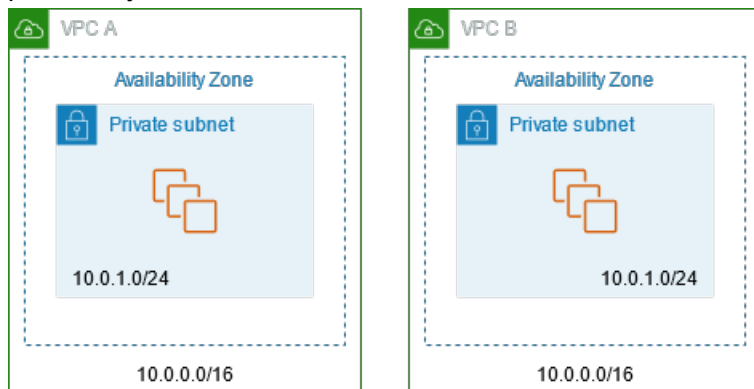 VPC A
Availability Zone
Private subnet
10.0.1.0/24
10.0.0.0/16
VPC B
Availability Zone
Private subnet
10.0.1.0/24
10.0.0.0/16